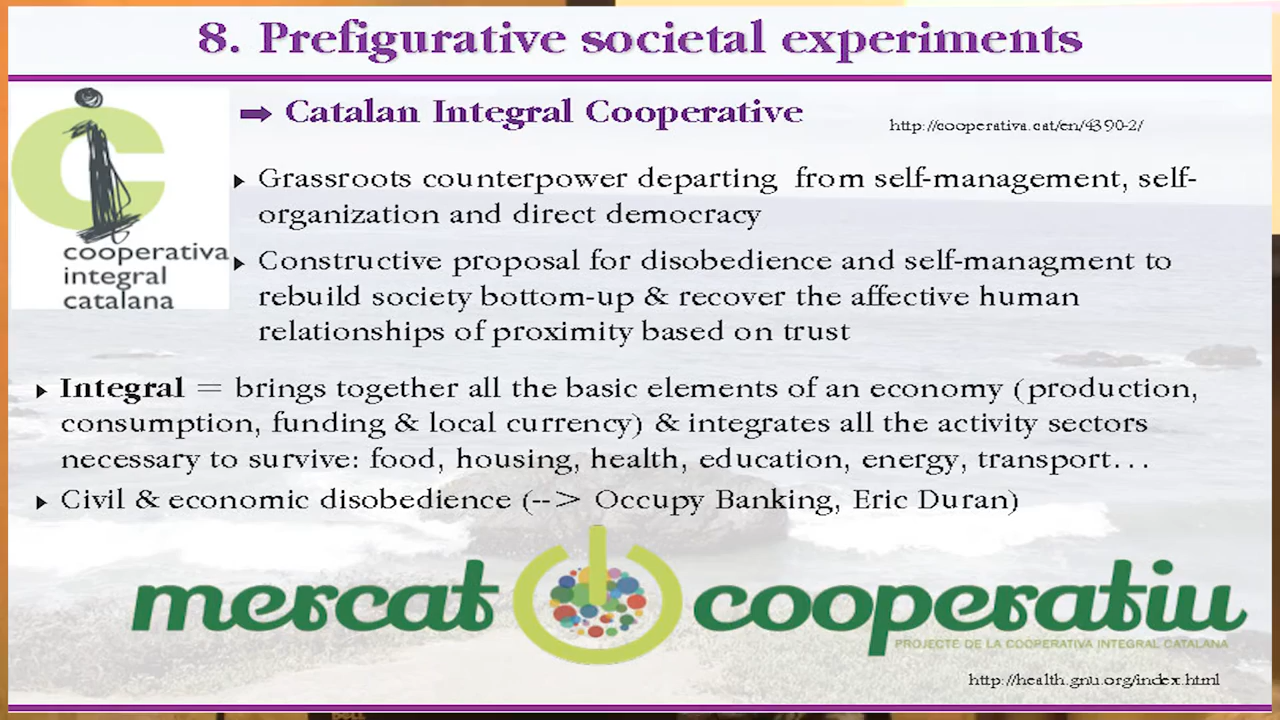 8. Prefigurative societal experiments
➡ Catalan Integral Cooperative
http://cooperativa.cat/en/4390-2/
cooperativa
integral
catalana
Grassroots counterpower departing from self-management, self-
organization and direct democracy
Constructive proposal for disobedience and self-managment to
rebuild society bottom-up & recover the affective human
relationships of proximity based on trust
Integral = brings together all the basic elements of an economy (production,
consumption, funding & local currency) & integrates all the activity sectors
necessary to survive: food, housing, health, education, energy, transport…
Civil & economic disobedience (--> Occupy Banking, Eric Duran)
mercat cooperatiu
PROJECTE DE LA COOPERATIVA INTEGRAL CATALANA
http://health.gnu.org/index.html